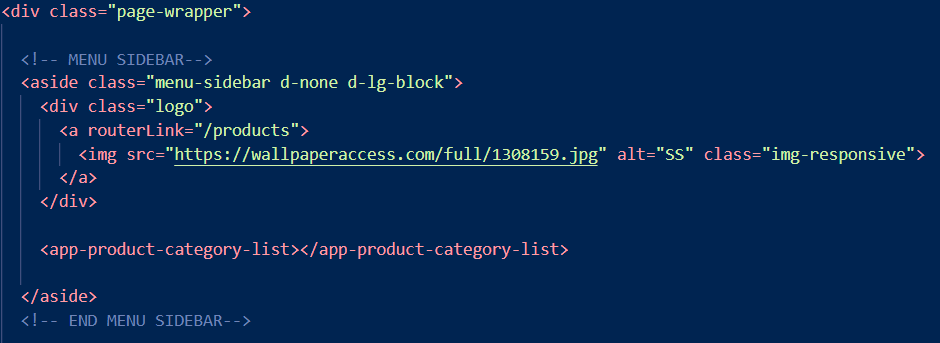 <div class="page-wrapper">
<!-- MENU SIDEBAR-->
<aside class="menu-sidebar d-none d-lg-block">
<div class="logo">
<a routerLink="/products">
<img src="https://wallpaperaccess.com/full/1308159.jpg" alt="SS" class="img-responsive">
</a>
</div>
<app-product-category-list></app-product-category-list>
</aside>
<!-- END MENU SIDEBAR-->